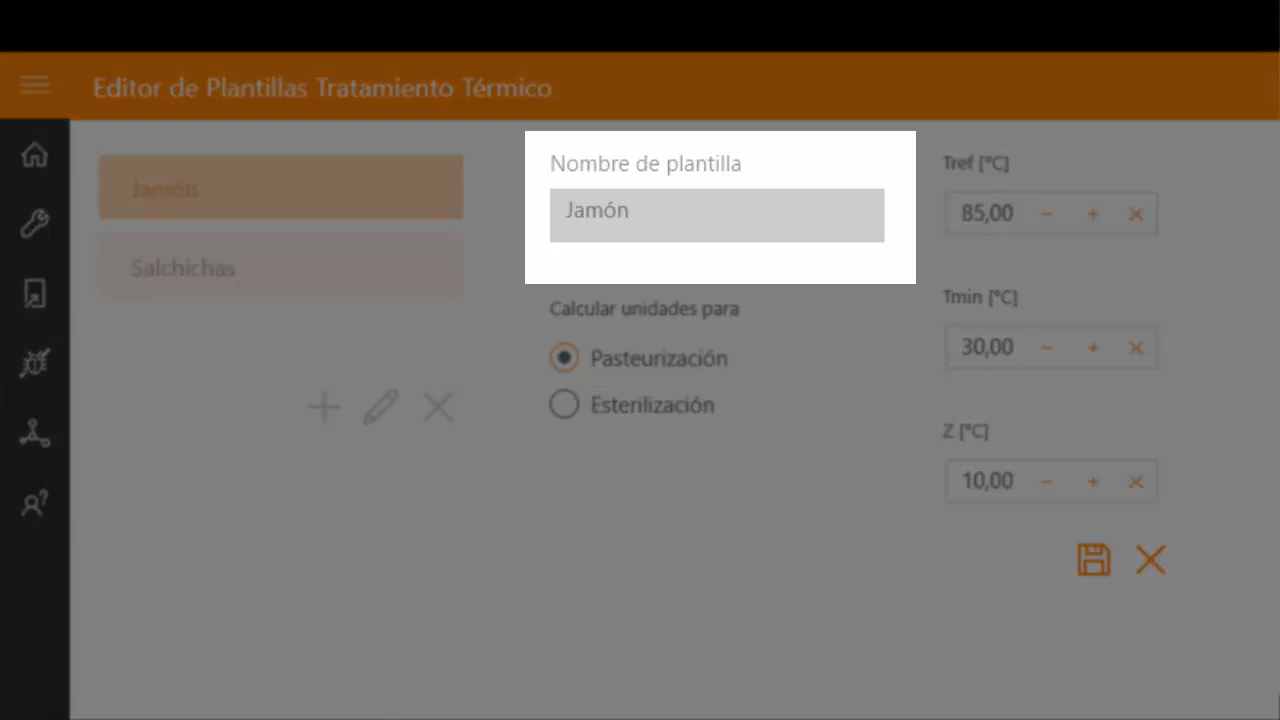 Editor de Plantillas Tratamiento Térmico
Jamón
Salchichas
Nombre de plantilla
Jamón
Calcular unidades para
Pasteurización
Esterilización
Tref [°C]
85,00
Tmin [°C]
30,00
Z [°C]
10,00